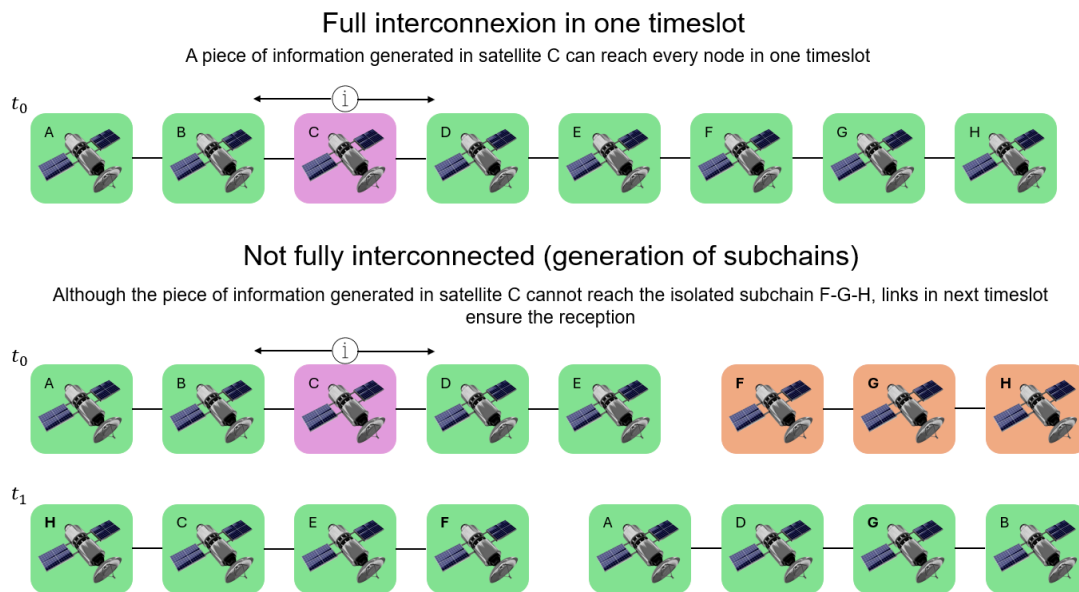 Full interconnexion in one timeslot
A piece of information generated in satellite C can reach every node in one timeslot
t0
i
A B C D E F G H
Not fully interconnected (generation of subchains)
Although the piece of information generated in satellite C cannot reach the isolated subchain F-G-H, links in next timeslot
ensure the reception
t0
i
A B C D E F G H
t1
H C E F A D G B